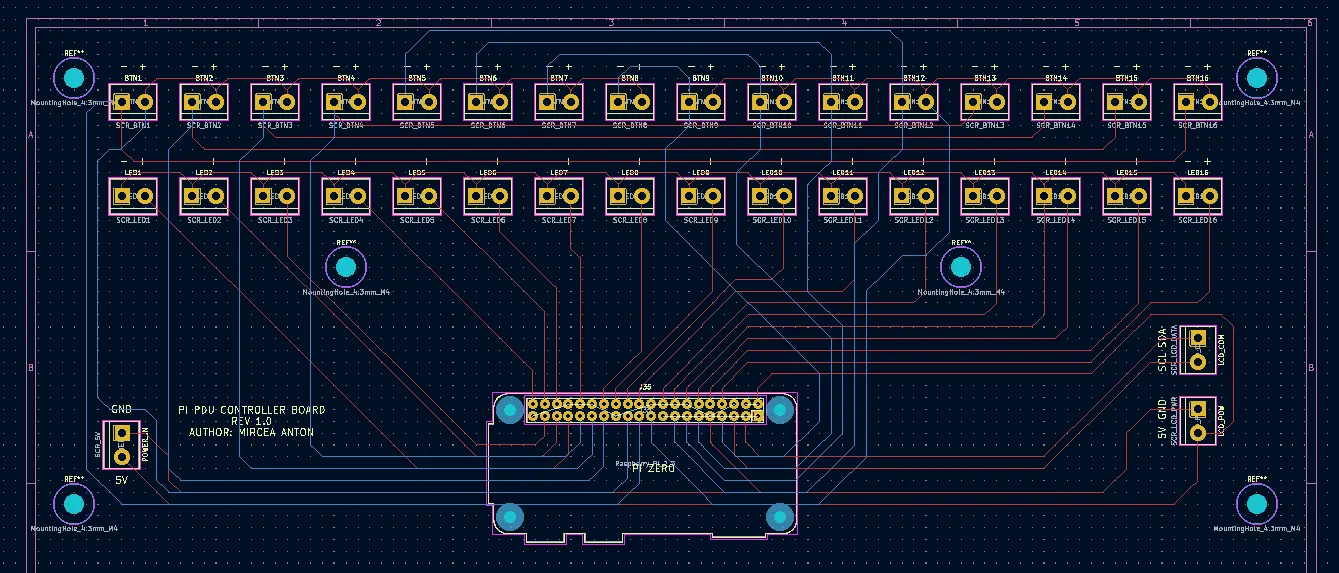 1 2 3 4 5 6
REF** REF**
BTN1 BTN2 BTN3 BTN4 BTN5 BTN6 BTN7 BTN8 BTN9 BTN10 BTN11 BTN12 BTN13 BTN14 BTN15 BTN16
MountingHole_4.3mm_M4 MountingHole_4.3mm_M4
SCR_BTN1 SCR_BTN2 SCR_BTN3 SCR_BTN4 SCR_BTN5 SCR_BTN6 SCR_BTN7 SCR_BTN8 SCR_BTN9 SCR_BTN10 SCR_BTN11 SCR_BTN12 SCR_BTN13 SCR_BTN14 SCR_BTN15 SCR_BTN16
A A
LED1 LED2 LED3 LED4 LED5 LED6 LED7 LED8 LED9 LED10 LED11 LED12 LED13 LED14 LED15 LED16
SCR_LED1 SCR_LED2 SCR_LED3 SCR_LED4 SCR_LED5 SCR_LED6 SCR_LED7 SCR_LED8 SCR_LED9 SCR_LED10 SCR_LED11 SCR_LED12 SCR_LED13 SCR_LED14 SCR_LED15 SCR_LED16
REF** REF**
MountingHole_4.3mm_M4 MountingHole_4.3mm_M4
SCL SDA
SCR_LCD_DATA
LCD_COM
B B
J35
5V GND
SCR_LCD_PWR
LCD_POW
GND
PI PDU CONTROLLER BOARD
REV 1.0
AUTHOR: MIRCEA ANTON
SCR_5V
POWER_IN
5V
PI ZERO
REF** REF**
MountingHole_4.3mm_M4 MountingHole_4.3mm_M4